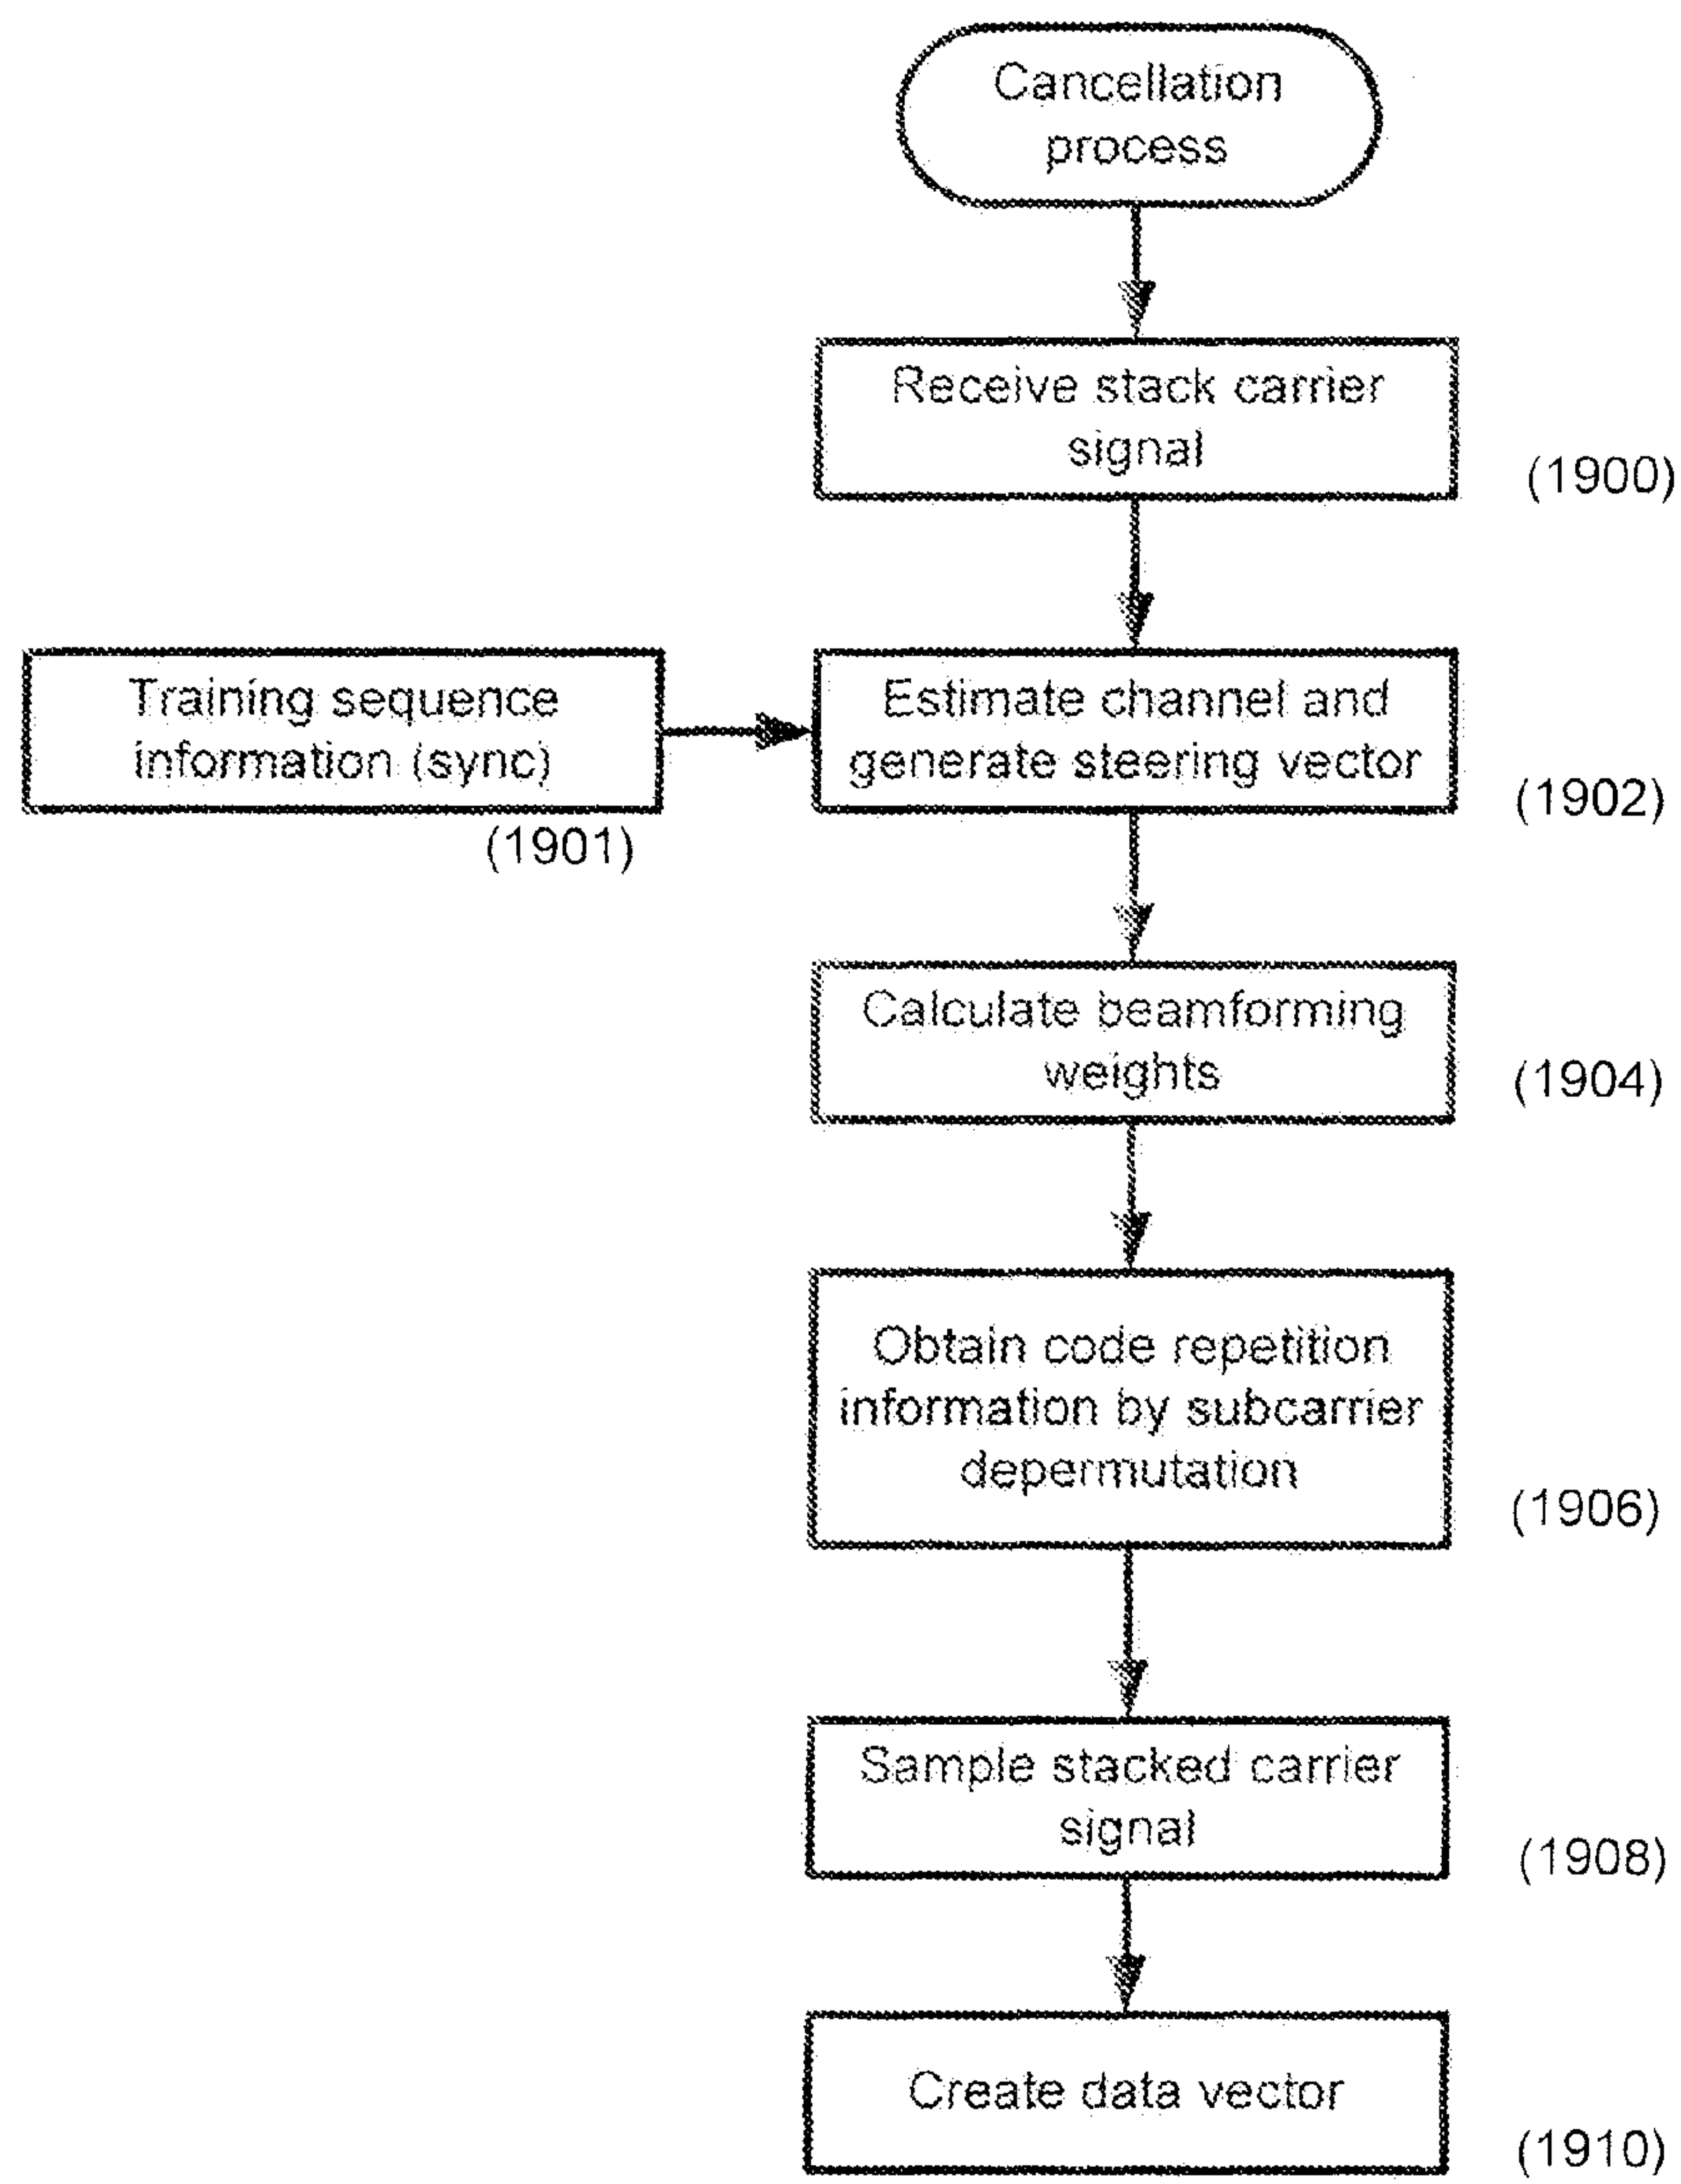 Cancellation
process
Receive stack carrier
signal
(1900)
Training sequence
information (sync)
(1901)
Estimate channel and
generate steering vector
(1902)
Calculate beamforming
weights
(1904)
Obtain code repetition
information by subcarrier
depermutation
(1906)
Sample stacked carrier
signal
(1908)
Create data vector
(1910)